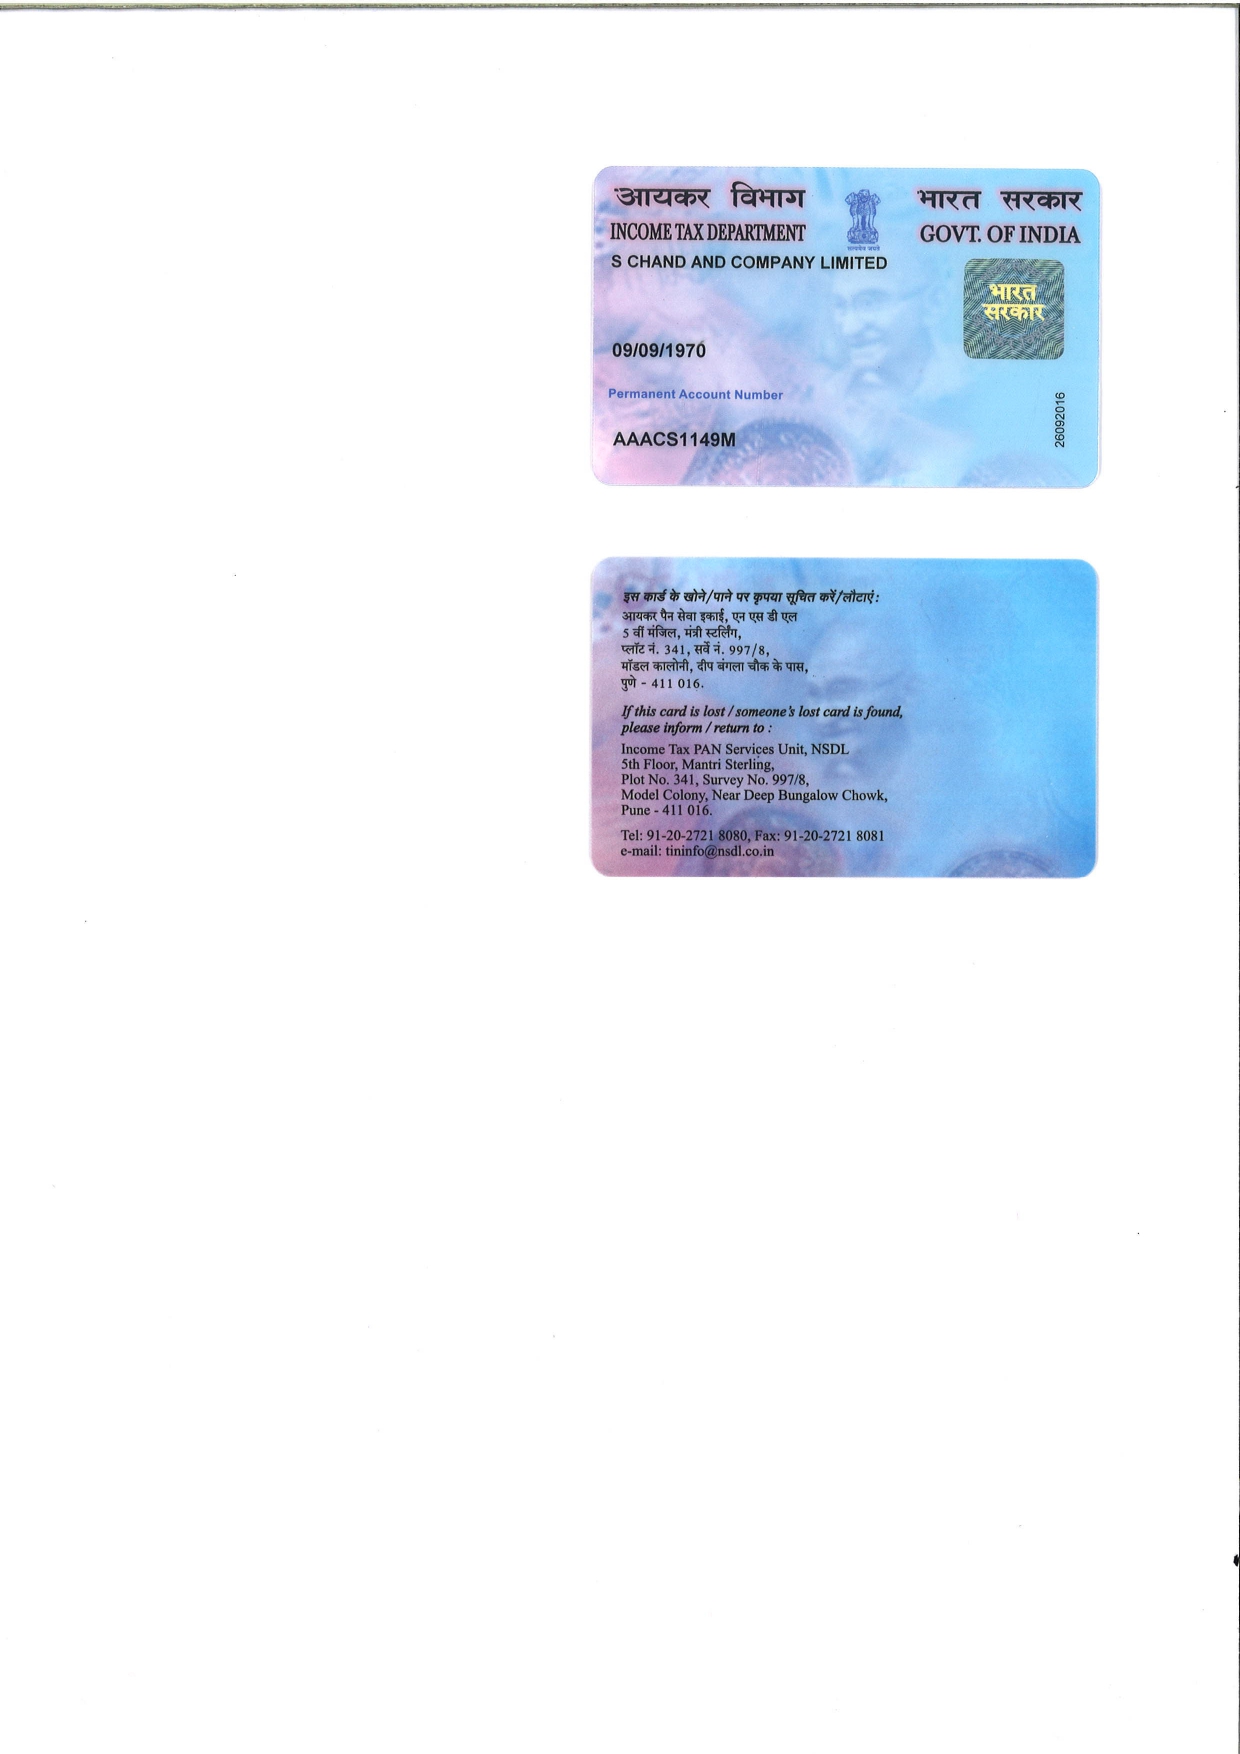 आयकर विभाग
भारत सरकार
INCOME TAX DEPARTMENT
GOVT. OF INDIA
सत्यमेव जयते
S CHAND AND COMPANY LIMITED
भारत
सरकार
09/09/1970
Permanent Account Number
AAACS1149M
26092016
इस कार्ड के खोने/पाने पर कृपया सूचित करें/लौटाएं:
आयकर पैन सेवा इकाई, एन एस डी एल
5 वीं मंजिल, मंत्री स्टर्लिंग,
प्लॉट नं. 341, सर्वे नं. 997/8,
मॉडल कालोनी, दीप बंगला चौक के पास,
पुणे - 411 016.
If this card is lost / someone's lost card is found,
please inform / return to :
Income Tax PAN Services Unit, NSDL
5th Floor, Mantri Sterling,
Plot No. 341, Survey No. 997/8,
Model Colony, Near Deep Bungalow Chowk,
Pune - 411 016.
Tel: 91-20-2721 8080, Fax: 91-20-2721 8081
e-mail: tininfo@nsdl.co.in